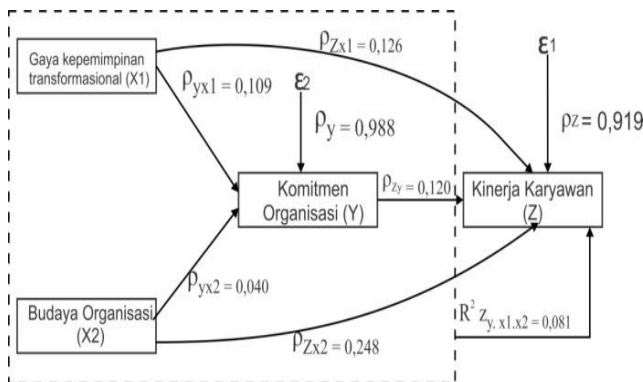 Gaya kepemimpinan
transformasional (X1)
ρZx1 = 0,126
ε1
ρyx1 = 0,109
ε2
ρy = 0,988
ρz = 0,919
Komitmen
Organisasi (Y)
ρZy = 0,120
Kinerja Karyawan
(Z)
ρyx2 = 0,040
Budaya Organisasi
(X2)
ρZx2 = 0,248
R² zy. x1.x2 = 0,081